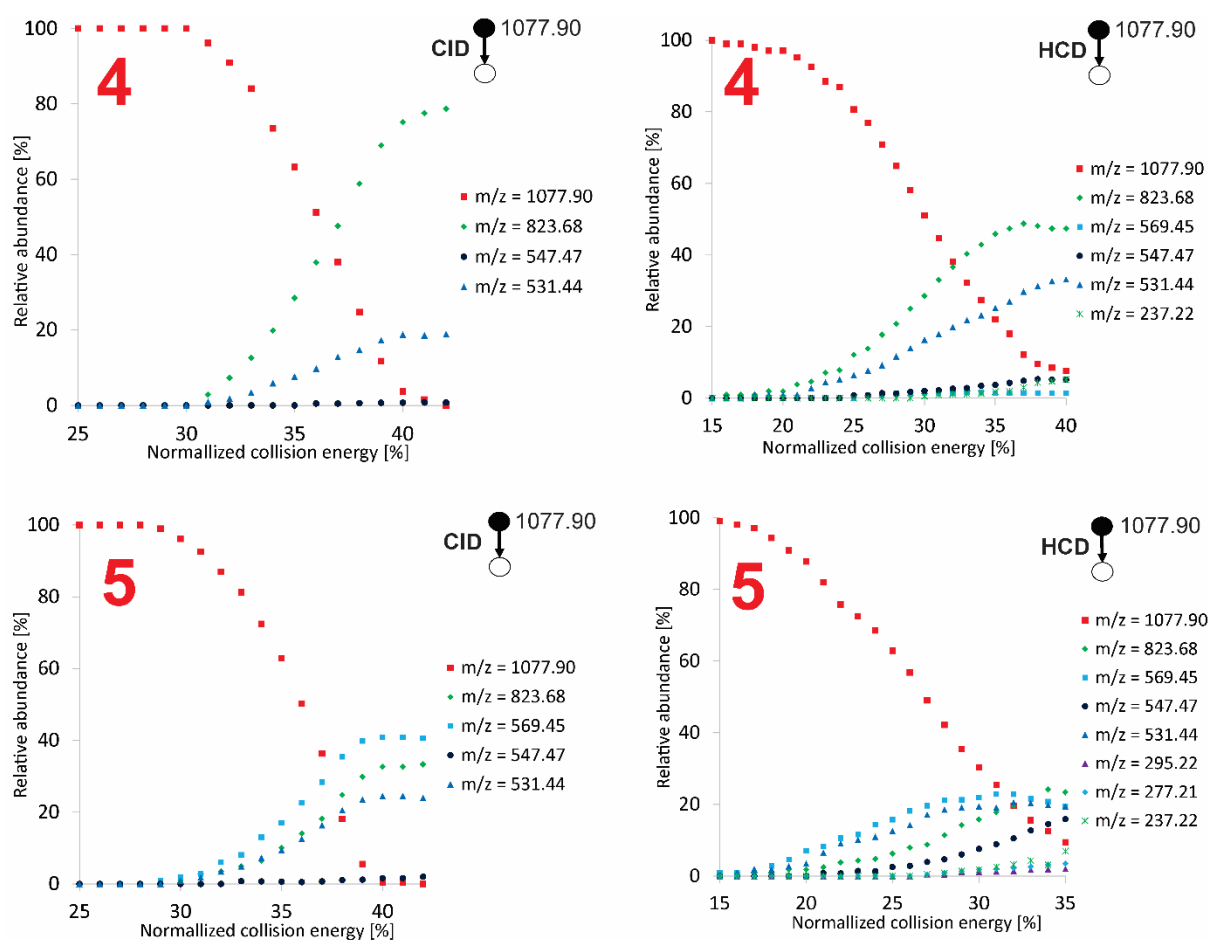 100
80
60
40
20
0
Relative abundance [%]
4
CID
1077.90
m/z = 1077.90
m/z = 823.68
m/z = 547.47
m/z = 531.44
25 30 35 40
Normallized collision energy [%]
100
80
60
40
20
0
Relative abundance [%]
4
HCD
1077.90
m/z = 1077.90
m/z = 823.68
m/z = 569.45
m/z = 547.47
m/z = 531.44
m/z = 237.22
15 20 25 30 35 40
Normallized collision energy [%]
100
80
60
40
20
0
Relative abundance [%]
5
CID
1077.90
m/z = 1077.90
m/z = 823.68
m/z = 569.45
m/z = 547.47
m/z = 531.44
25 30 35 40
Normallized collision energy [%]
100
80
60
40
20
0
Relative abundance [%]
5
HCD
1077.90
m/z = 1077.90
m/z = 823.68
m/z = 569.45
m/z = 547.47
m/z = 531.44
m/z = 295.22
m/z = 277.21
m/z = 237.22
15 20 25 30 35
Normallized collision energy [%]